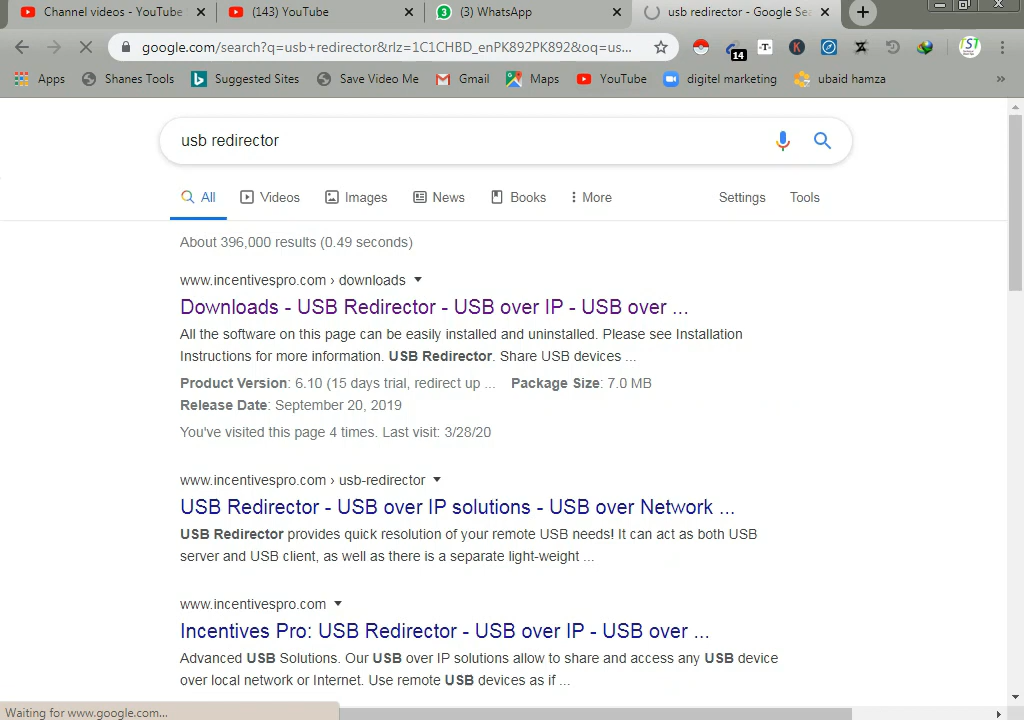 Channel videos - YouTube
(143) YouTube
(3) WhatsApp
usb redirector - Google Sea
google.com/search?q=usb+redirector&rlz=1C1CHBD_enPK892PK892&oq=us...
14
-T-
K
IST
Apps
Shanes Tools
Suggested Sites
Save Video Me
Gmail
Maps
YouTube
digitel marketing
ubaid hamza
»
usb redirector
All
Videos
Images
News
Books
More
Settings
Tools
About 396,000 results (0.49 seconds)
www.incentivespro.com › downloads
Downloads - USB Redirector - USB over IP - USB over ...
All the software on this page can be easily installed and uninstalled. Please see Installation
Instructions for more information. USB Redirector. Share USB devices ...
Product Version: 6.10 (15 days trial, redirect up ... Package Size: 7.0 MB
Release Date: September 20, 2019
You've visited this page 4 times. Last visit: 3/28/20
www.incentivespro.com › usb-redirector
USB Redirector - USB over IP solutions - USB over Network ...
USB Redirector provides quick resolution of your remote USB needs! It can act as both USB
server and USB client, as well as there is a separate light-weight ...
www.incentivespro.com
Incentives Pro: USB Redirector - USB over IP - USB over ...
Advanced USB Solutions. Our USB over IP solutions allow to share and access any USB device
over local network or Internet. Use remote USB devices as if ...
Waiting for www.google.com...